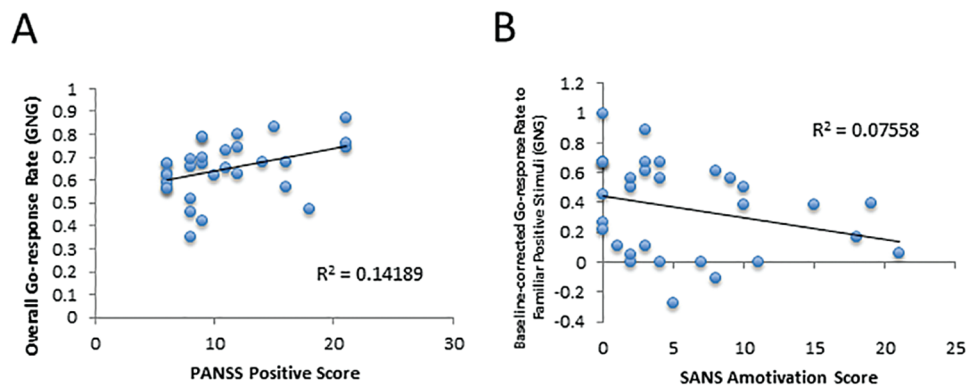 A
Overall Go-response Rate (GNG)
1
0.9
0.8
0.7
0.6
0.5
0.4
0.3
0.2
0.1
0
R² = 0.14189
0 10 20 30
PANSS Positive Score
B
Baseline-corrected Go-response Rate to
Familiar Positive Stimuli (GNG)
1.2
1
0.8
0.6
0.4
0.2
0
-0.2
-0.4
R² = 0.07558
0 5 10 15 20 25
SANS Amotivation Score